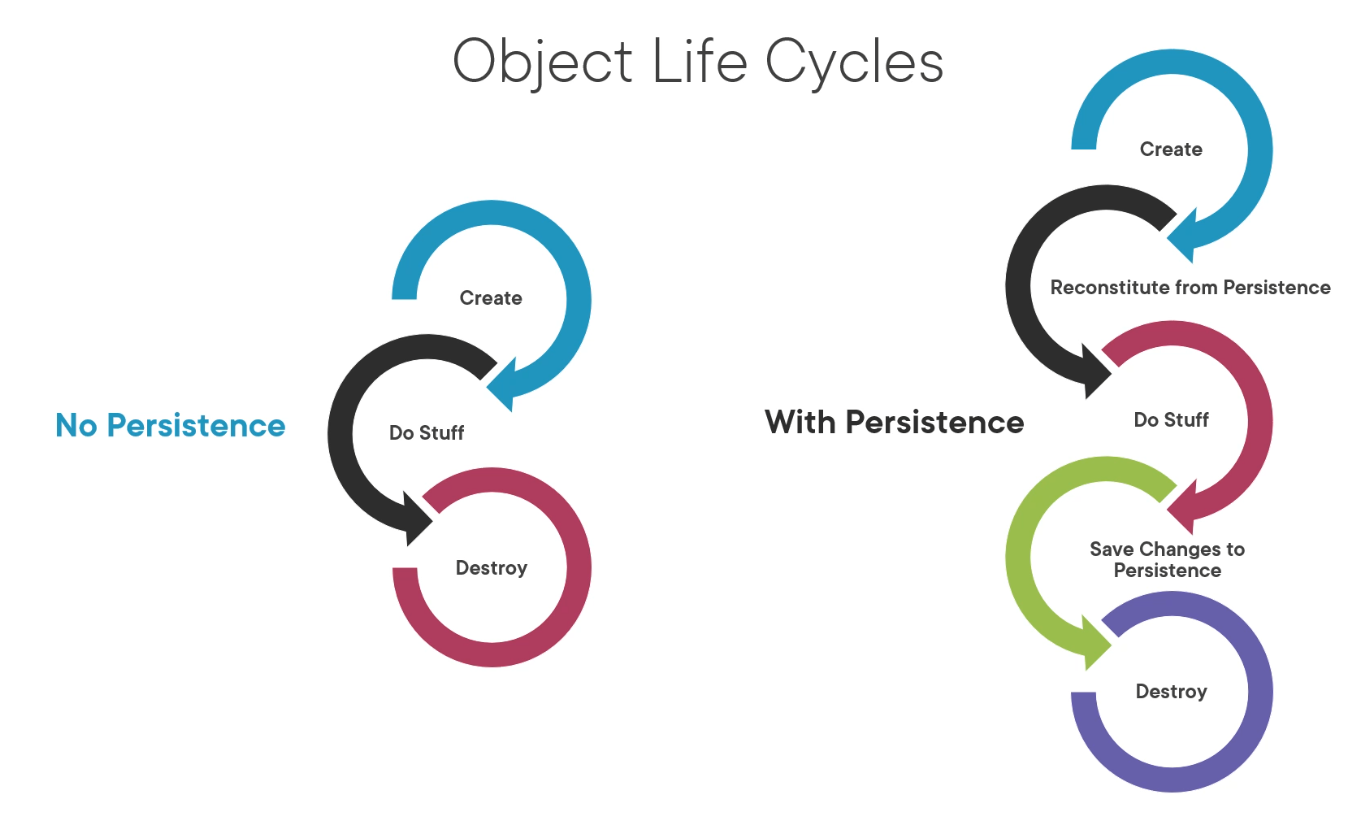 Object Life Cycles
No Persistence
Create
Do Stuff
Destroy
With Persistence
Create
Reconstitute from Persistence
Do Stuff
Save Changes to
Persistence
Destroy